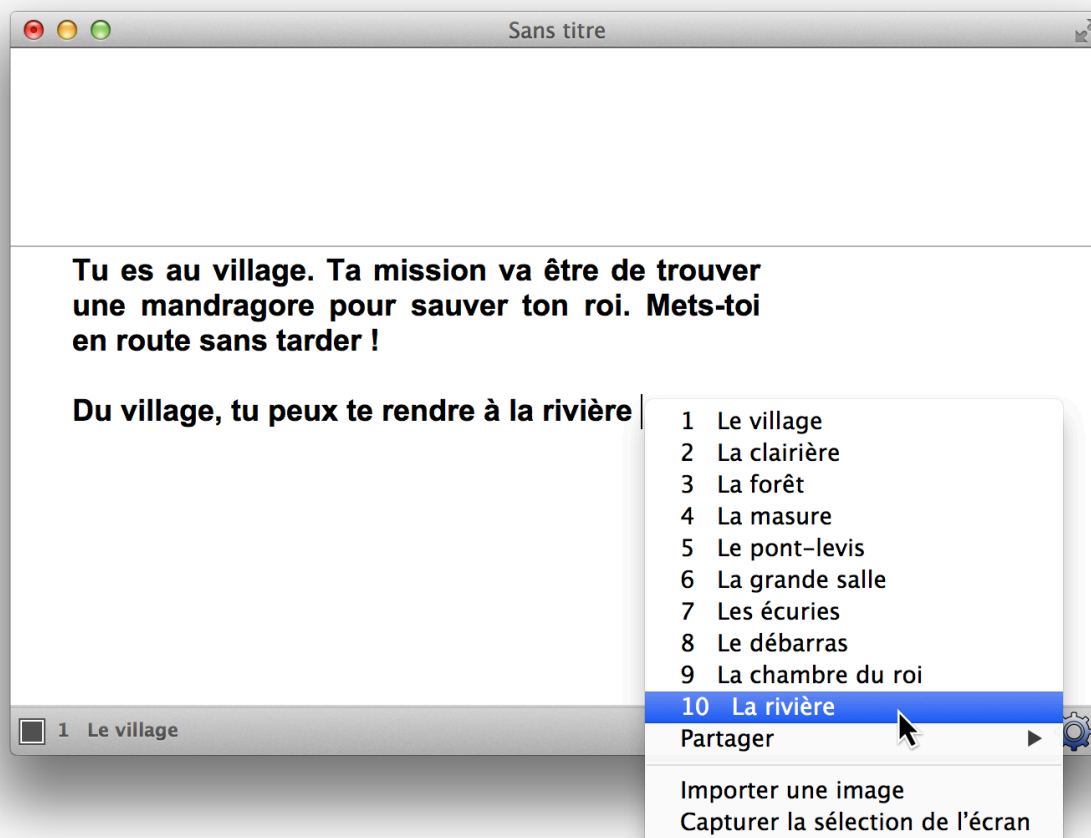 Sans titre
Tu es au village. Ta mission va être de trouver
une mandragore pour sauver ton roi. Mets-toi
en route sans tarder !
Du village, tu peux te rendre à la rivière
1 Le village
2 La clairière
3 La forêt
4 La masure
5 Le pont-levis
6 La grande salle
7 Les écuries
8 Le débarras
9 La chambre du roi
10 La rivière
Partager
Importer une image
Capturer la sélection de l’écran
1 Le village